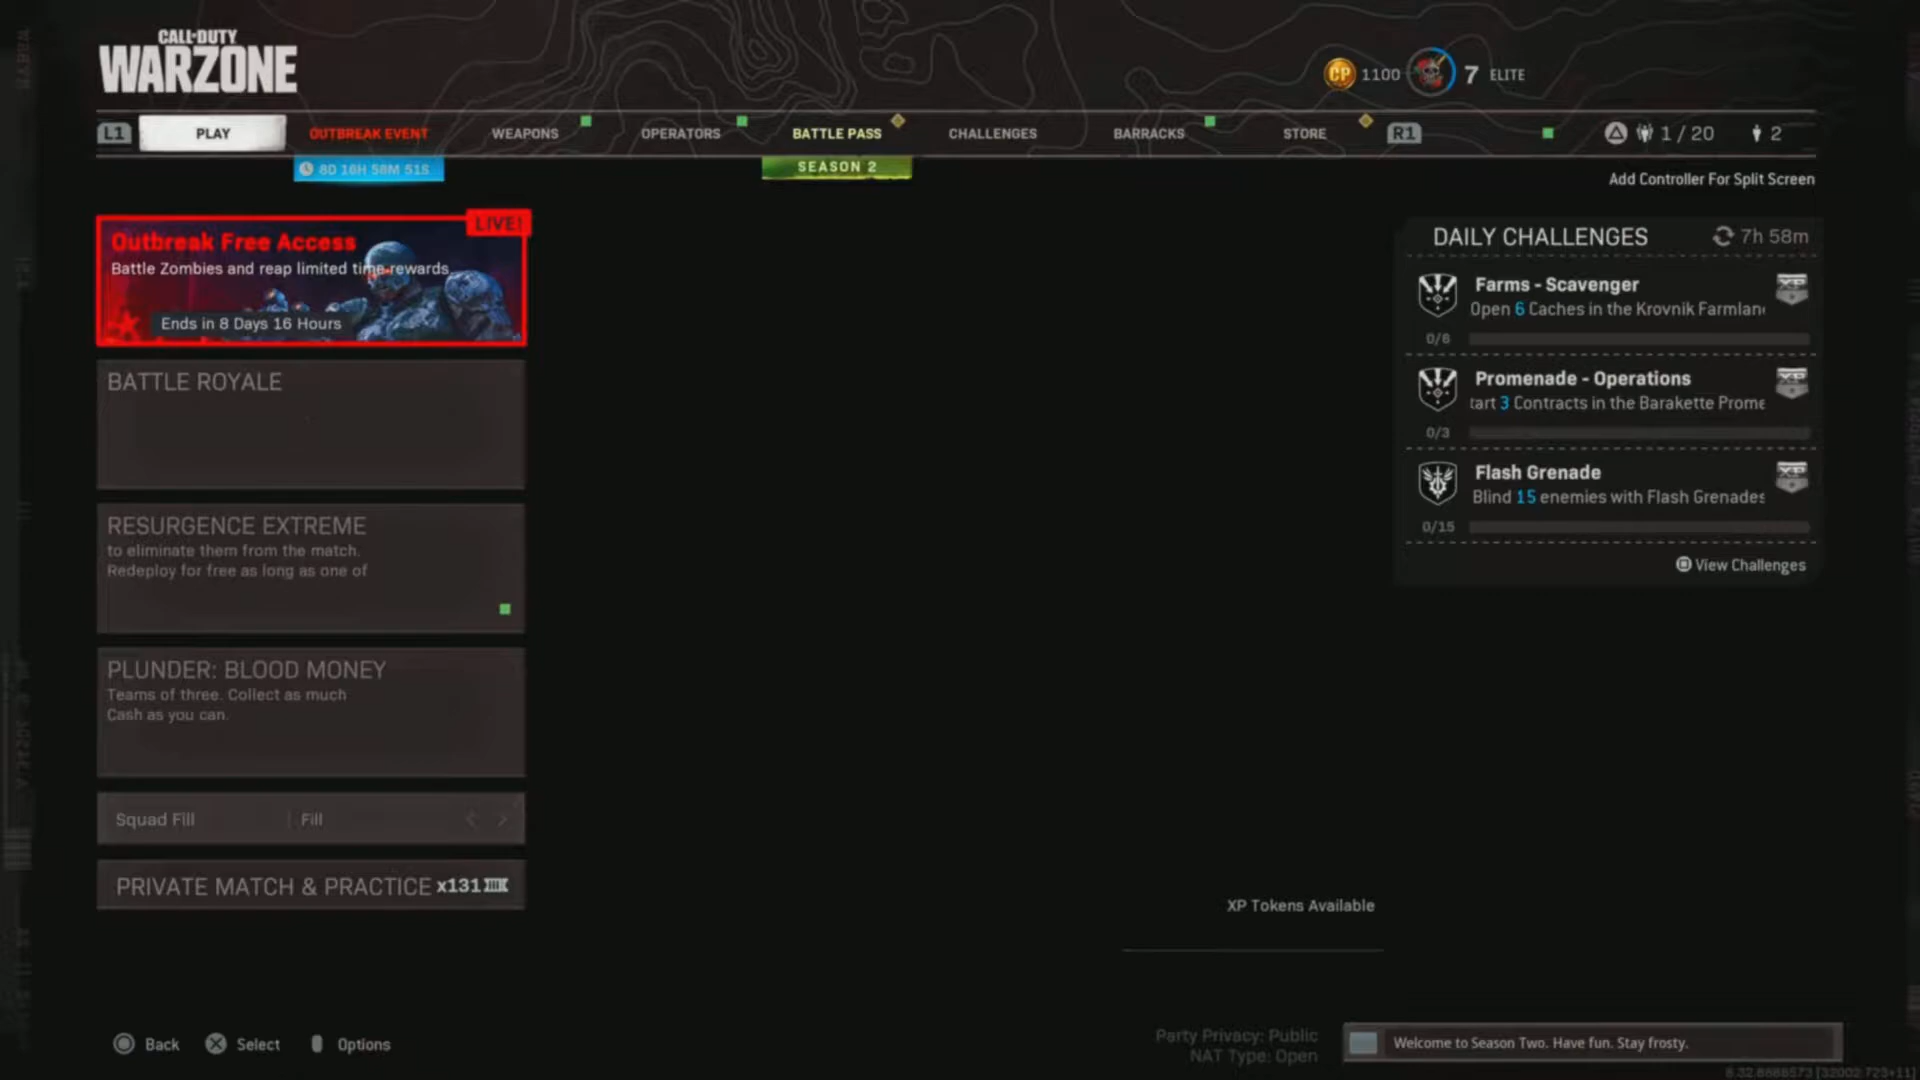 CALL·DUTY
WARZONE
CP 1100 7 ELITE
L1 PLAY OUTBREAK EVENT WEAPONS OPERATORS BATTLE PASS CHALLENGES BARRACKS STORE R1 1 / 20 2
8D 16H 58M 51S
SEASON 2
Add Controller For Split Screen
LIVE!
Outbreak Free Access
Battle Zombies and reap limited time rewards
Ends in 8 Days 16 Hours
BATTLE ROYALE
RESURGENCE EXTREME
to eliminate them from the match.
Redeploy for free as long as one of
PLUNDER: BLOOD MONEY
Teams of three. Collect as much
Cash as you can.
Squad Fill Fill
PRIVATE MATCH & PRACTICE x131
DAILY CHALLENGES 7h 58m
Farms - Scavenger XP
Open 6 Caches in the Krovnik Farmlan
0/6
Promenade - Operations XP
tart 3 Contracts in the Barakette Prome
0/3
Flash Grenade XP
Blind 15 enemies with Flash Grenades
0/15
View Challenges
XP Tokens Available
Back Select Options
Party Privacy: Public
NAT Type: Open
Welcome to Season Two. Have fun. Stay frosty.